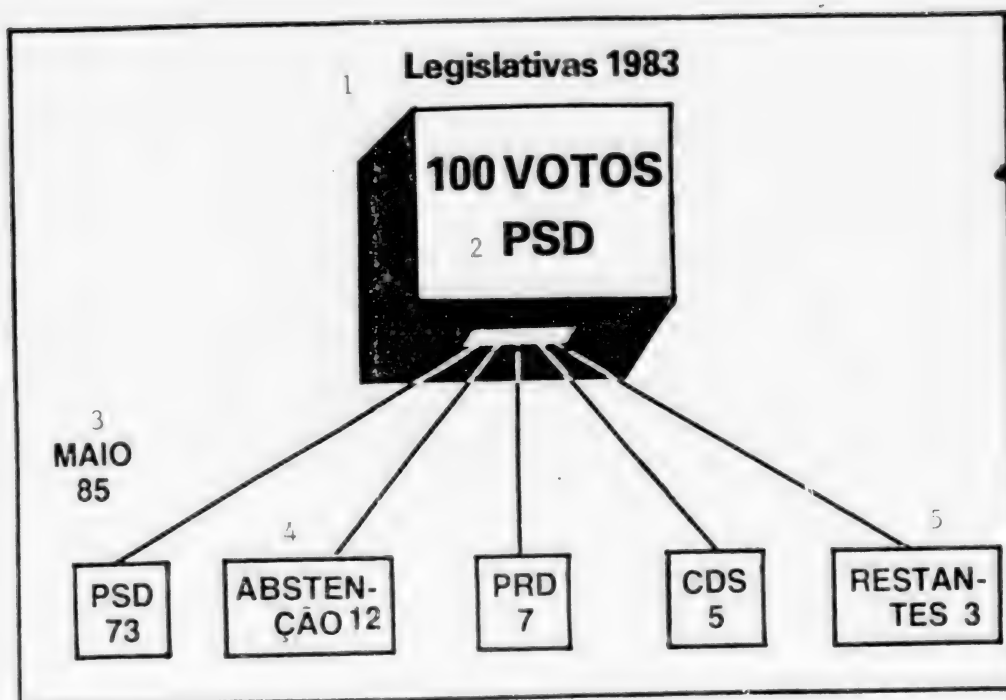 Legislativas 1983
1
100 VOTOS
2 PSD
3
MAIO
85
4
5
PSD
73
ABSTEN-
ÇÃO 12
PRD
7
CDS
5
RESTAN-
TES 3